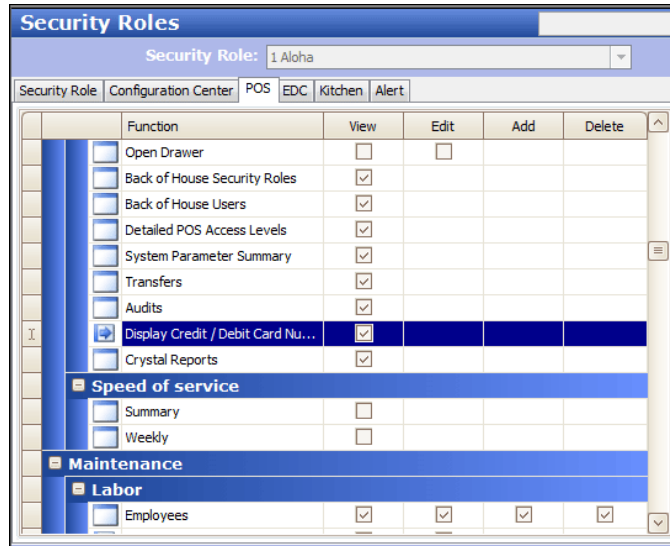 Security Roles
Security Role: 1 Aloha
Security Role Configuration Center POS EDC Kitchen Alert
Function View Edit Add Delete
Open Drawer
Back of House Security Roles
Back of House Users
Detailed POS Access Levels
System Parameter Summary
Transfers
Audits
Display Credit / Debit Card Nu...
Crystal Reports
Speed of service
Summary
Weekly
Maintenance
Labor
Employees